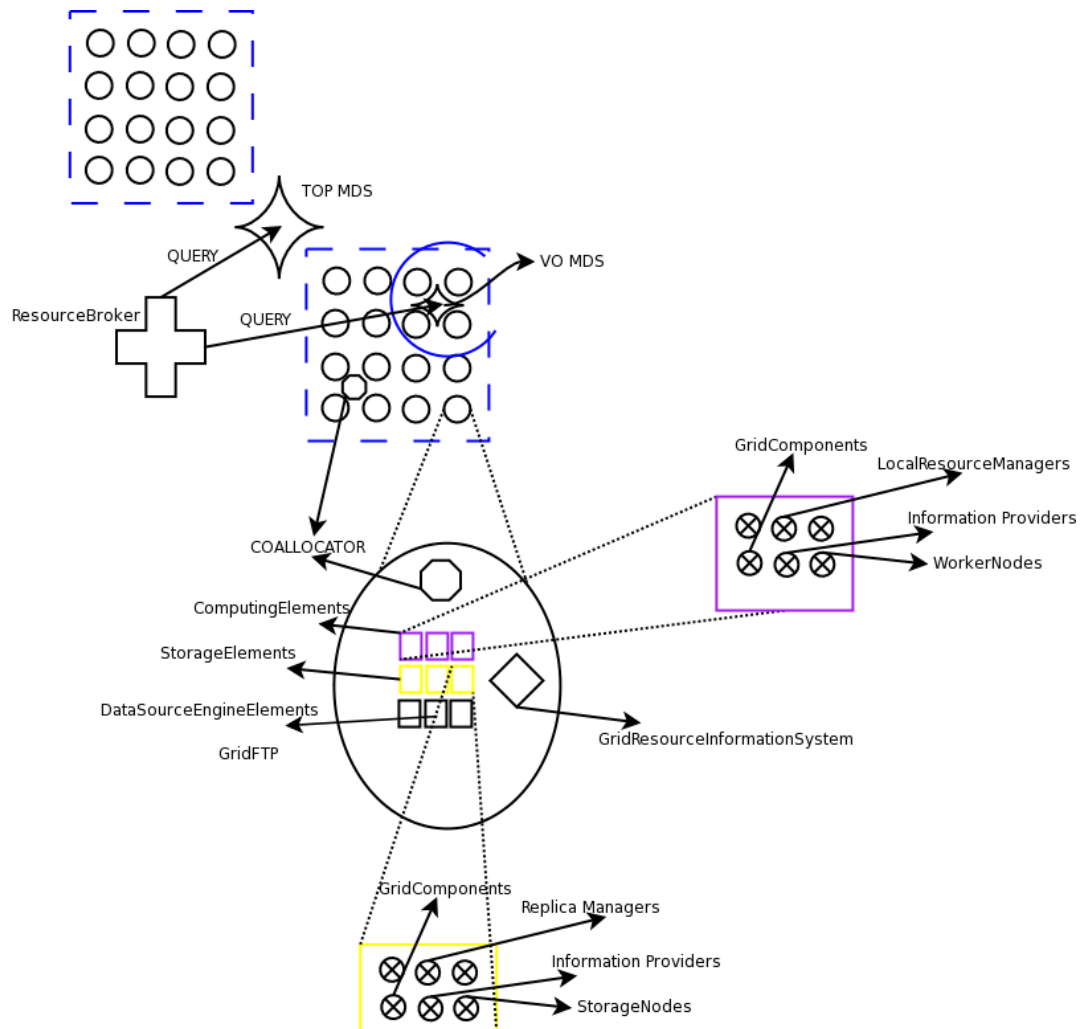 TOP MDS
QUERY
VO MDS
ResourceBroker
QUERY
GridComponents
LocalResourceManagers
Information Providers
WorkerNodes
COALLOCATOR
ComputingElements
StorageElements
DataSourceEngineElements
GridFTP
GridResourceInformationSystem
GridComponents
Replica Managers
Information Providers
StorageNodes